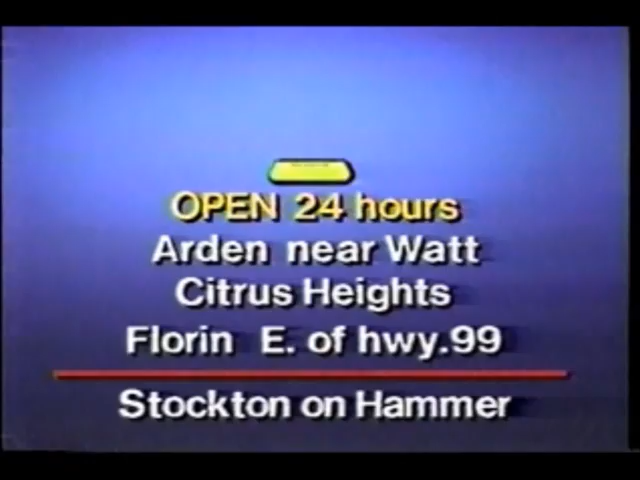 OPEN 24 hours
Arden near Watt
Citrus Heights
Florin E. of hwy.99
Stockton on Hammer